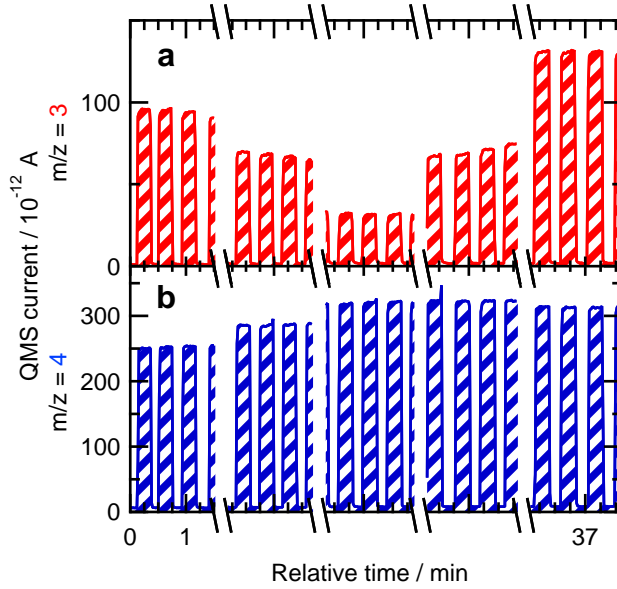 a
100
0
QMS current / 10⁻¹² A
m/z = 3
m/z = 4
b
300
200
100
0
0
1
37
Relative time / min